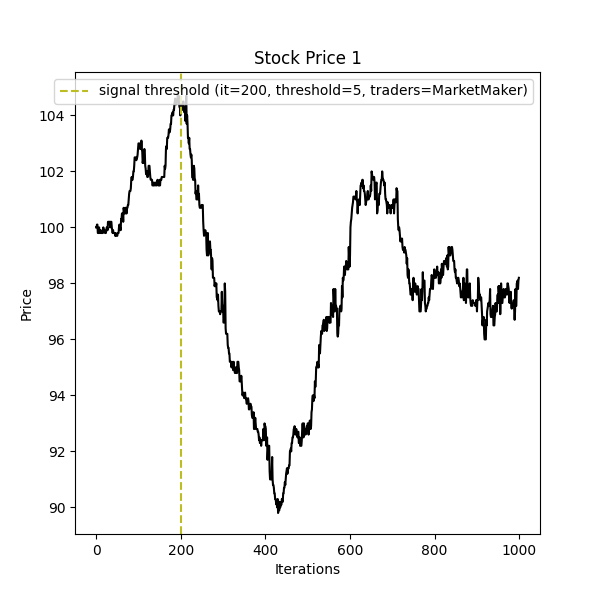 Stock Price 1
signal threshold (it=200, threshold=5, traders=MarketMaker)
104
102
100
98
96
94
92
90
Price
0 200 400 600 800 1000
Iterations